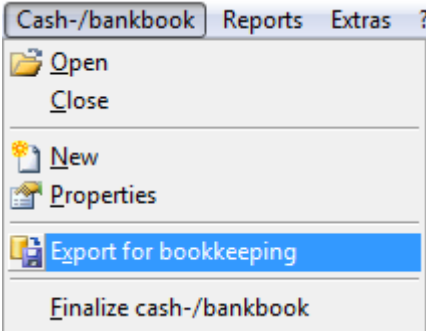 Cash-/bankbook Reports Extras ?
Open
Close
New
Properties
Export for bookkeeping
Finalize cash-/bankbook